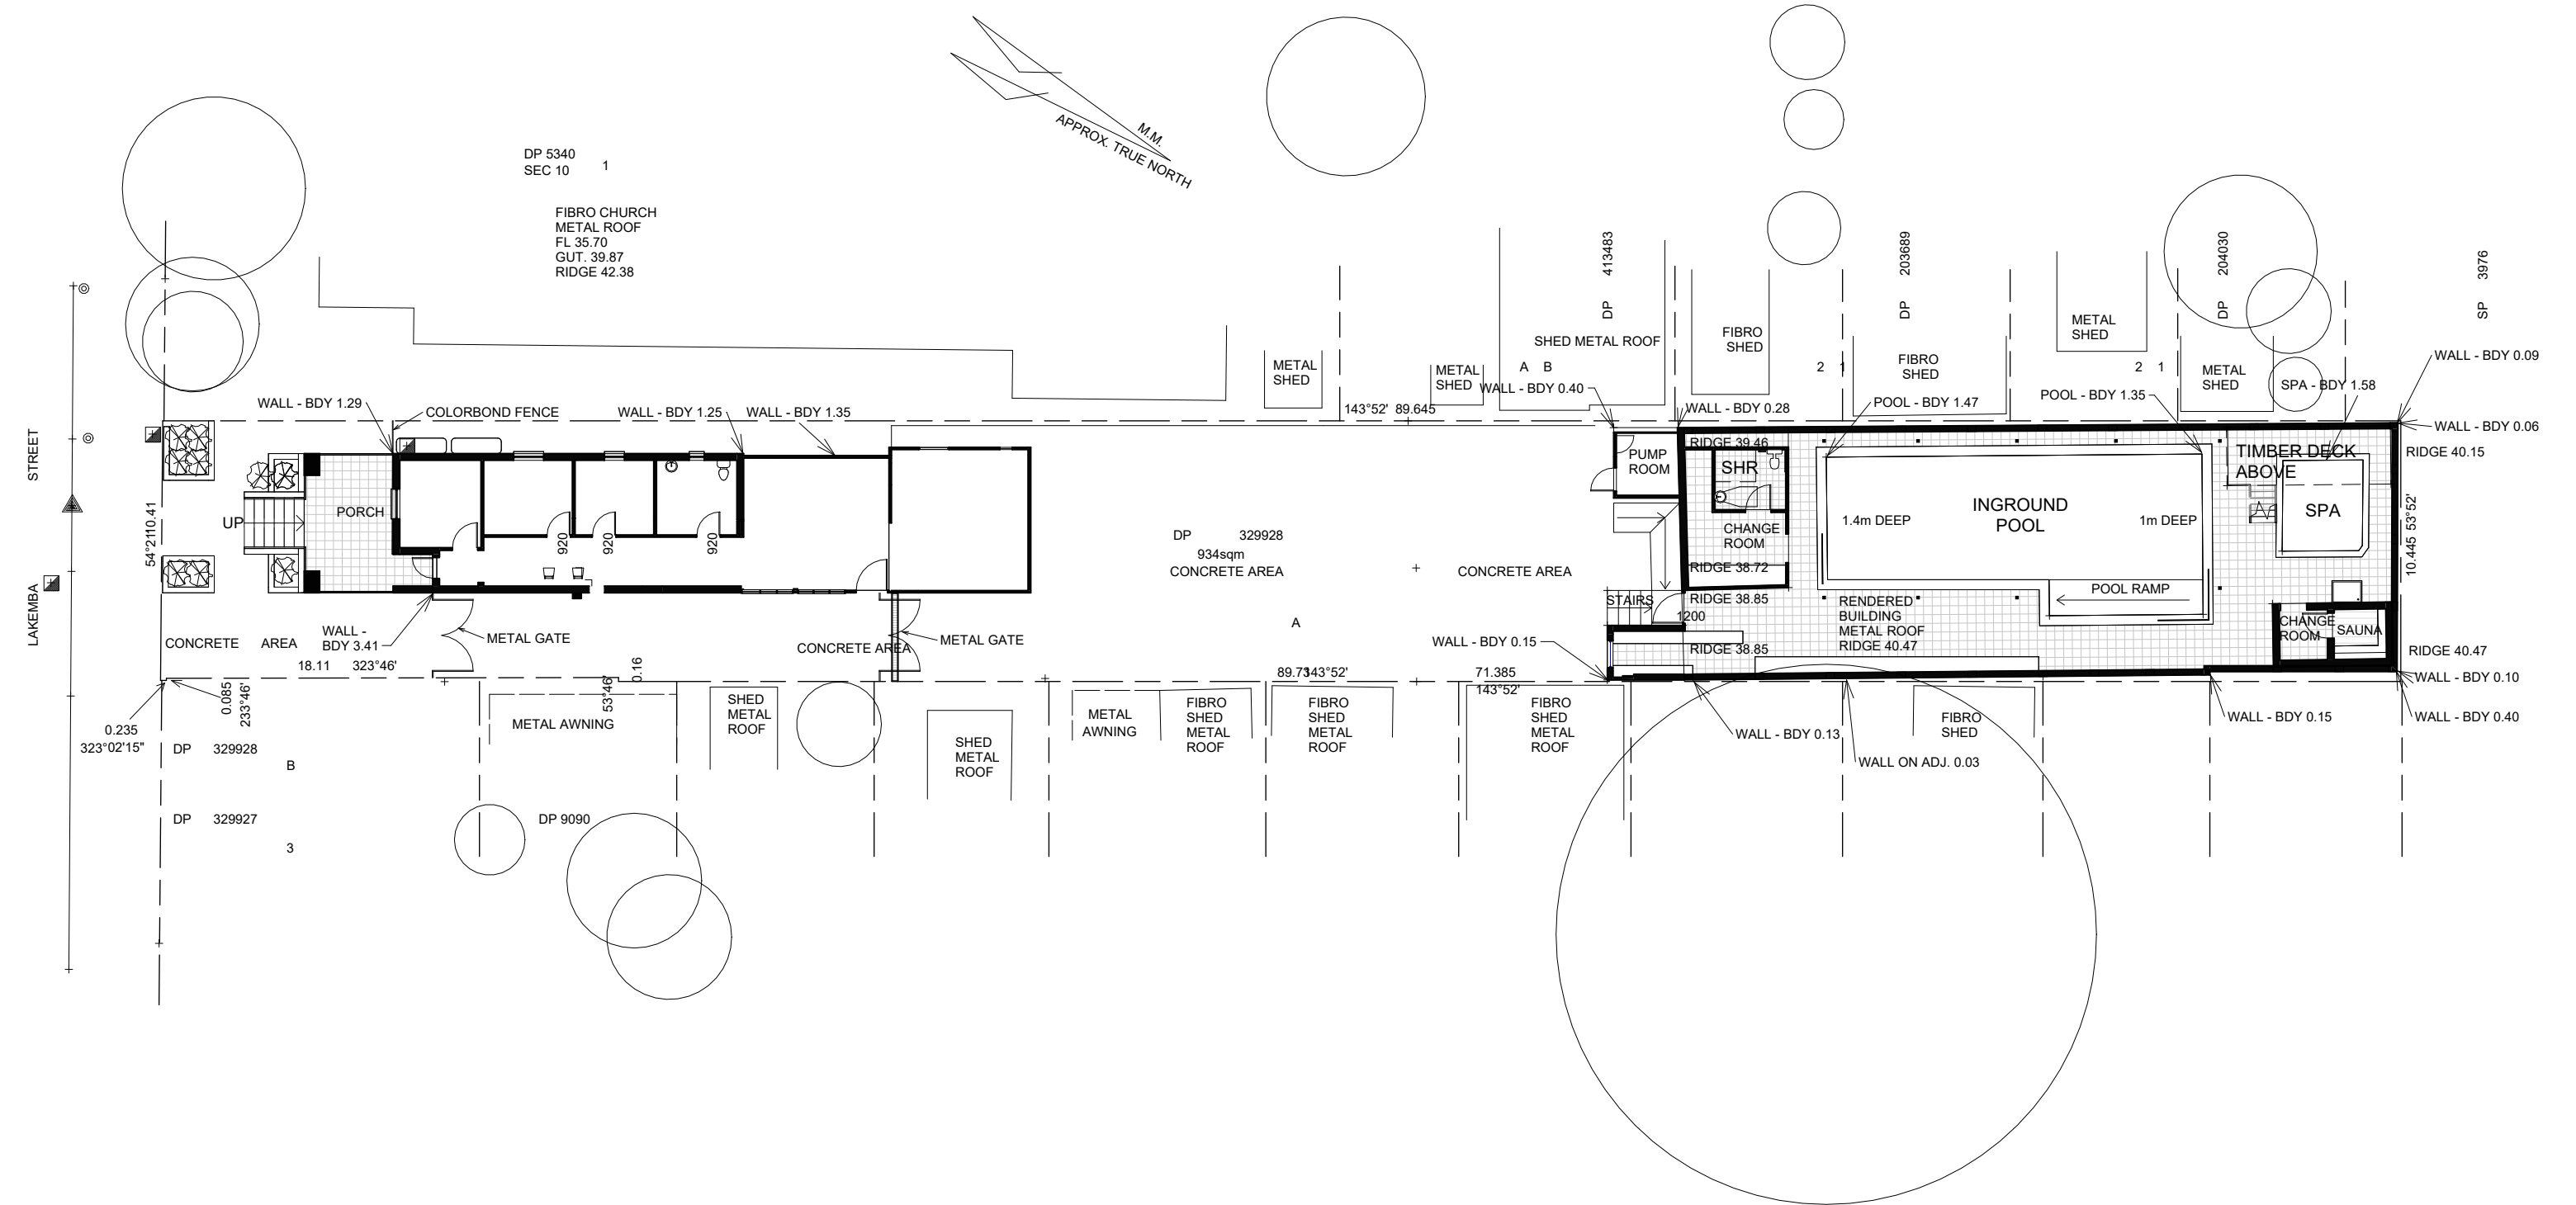 M.M.
APPROX. TRUE NORTH
DP 5340
SEC 10
1
FIBRO CHURCH
METAL ROOF
FL 35.70
GUT. 39.87
RIDGE 42.38
DP 413483
DP 203689
DP 204030
SP 3976
SHED METAL ROOF
FIBRO
SHED
FIBRO
SHED
METAL
SHED
METAL
SHED
METAL
SHED
METAL
SHED
A B
2 1
2 1
WALL - BDY 0.09
SPA - BDY 1.58
WALL - BDY 0.40
POOL - BDY 1.47
POOL - BDY 1.35
WALL - BDY 1.29
COLORBOND FENCE
WALL - BDY 1.25
WALL - BDY 1.35
143°52' 89.645
WALL - BDY 0.28
WALL - BDY 0.06
RIDGE 39.46
RIDGE 40.15
PUMP
ROOM
SHR
TIMBER DECK
ABOVE
STREET
LAKEMBA
54°2110.41
UP
PORCH
920
920
920
DP 329928
934sqm
CONCRETE AREA
CONCRETE AREA
CHANGE
ROOM
RIDGE 38.72
1.4m DEEP
INGROUND
POOL
1m DEEP
SPA
10.445 53°52'
POOL RAMP
STAIRS
RIDGE 38.85
1200
RIDGE 38.85
RENDERED
BUILDING
METAL ROOF
RIDGE 40.47
CHANGE
ROOM
SAUNA
RIDGE 40.47
CONCRETE AREA
WALL -
BDY 3.41
METAL GATE
CONCRETE AREA
METAL GATE
A
WALL - BDY 0.15
18.11 323°46'
0.16
53°46'
89.73
143°52'
71.385
143°52'
WALL - BDY 0.10
0.085
233°46'
0.235
323°02'15"
METAL AWNING
SHED
METAL
ROOF
SHED
METAL
ROOF
METAL
AWNING
FIBRO
SHED
METAL
ROOF
FIBRO
SHED
METAL
ROOF
FIBRO
SHED
METAL
ROOF
WALL - BDY 0.13
FIBRO
SHED
WALL - BDY 0.15
WALL - BDY 0.40
WALL ON ADJ. 0.03
DP 329928
B
DP 329927
3
DP 9090